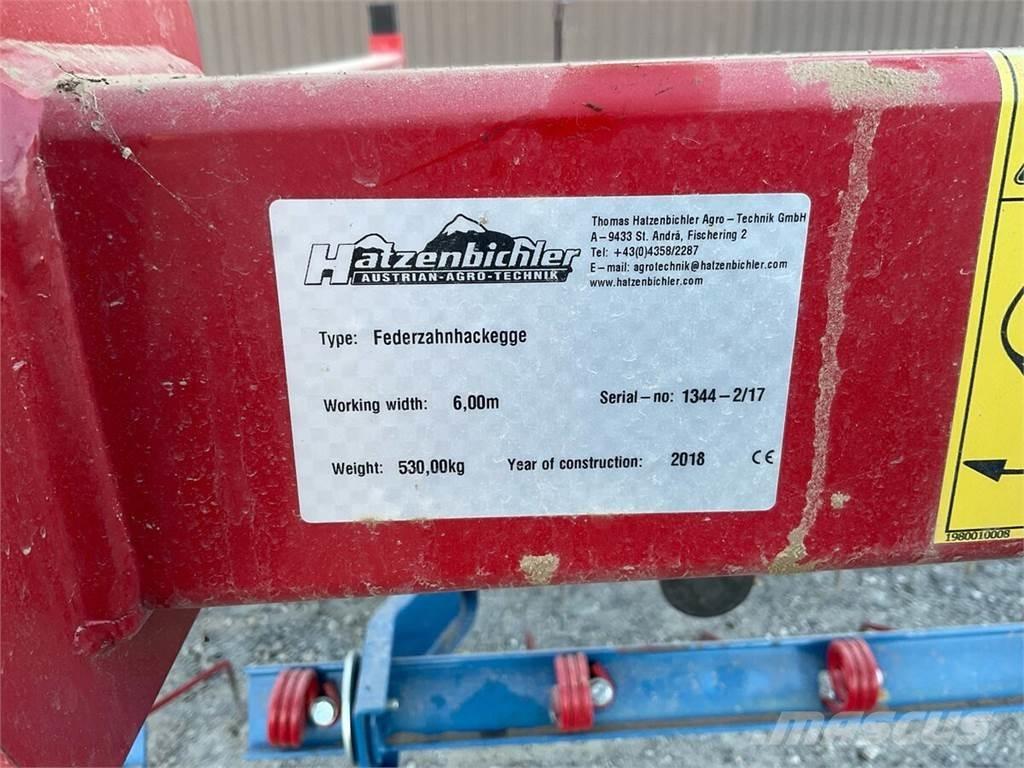 Hatzenbichler
AUSTRIAN-AGRO-TECHNIK
Thomas Hatzenbichler Agro – Technik GmbH
A – 9433 St. Andrä, Fischering 2
Tel: +43(0)4358/2287
E – mail: agrotechnik@hatzenbichler.com
www.hatzenbichler.com
Type: Federzahnhackegge
Working width: 6,00m
Serial – no: 1344 – 2/17
Weight: 530,00kg
Year of construction: 2018 CE
1980010008
mascus